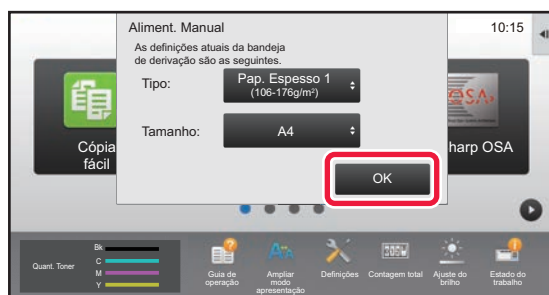 Aliment. Manual
10:15
As definições atuais da bandeja
de derivação são as seguintes.
Tipo:
Pap. Espesso 1
(106-176g/m²)
Tamanho:
A4
OK
Cópia
fácil
harp OSA
Quant. Toner
Bk
C
M
Y
Guia de
operação
Ampliar
modo
apresentação
Definições
Contagem total
Ajuste do
brilho
Estado do
trabalho